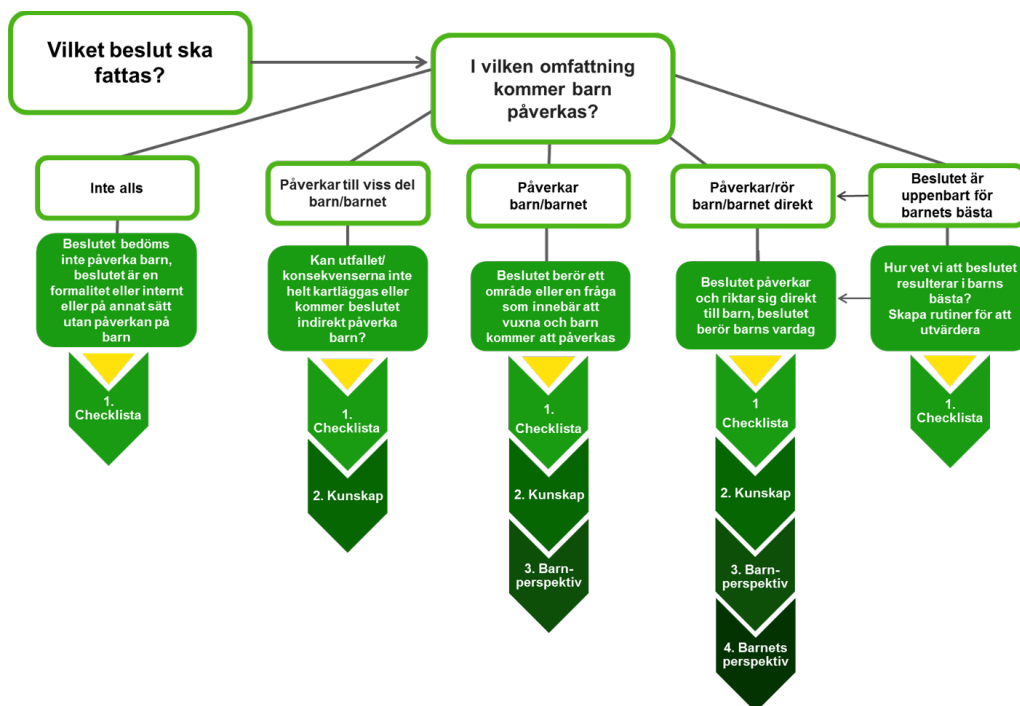 Vilket beslut ska
fattas?
I vilken omfattning
kommer barn
påverkas?
Inte alls
Påverkar till viss del
barn/barnet
Påverkar
barn/barnet
Påverkar/rör
barn/barnet direkt
Beslutet är
uppenbart för
barnets bästa
Beslutet bedöms
inte påverka barn,
beslutet är en
formalitet eller internt
eller på annat sätt
utan påverkan på
barn
Kan utfallet/
konsekvenserna inte
helt kartläggas eller
kommer beslutet
indirekt påverka
barn?
Beslutet berör ett
område eller en fråga
som innebär att
vuxna och barn
kommer att påverkas
Beslutet påverkar
och riktar sig direkt
till barn, beslutet
berör barns vardag
Hur vet vi att beslutet
resulterar i barns
bästa?
Skapa rutiner för att
utvärdera
1.
Checklista
1.
Checklista
2. Kunskap
1.
Checklista
2. Kunskap
3. Barn-
perspektiv
1
Checklista
2. Kunskap
3. Barn-
perspektiv
4. Barnets
perspektiv
1.
Checklista